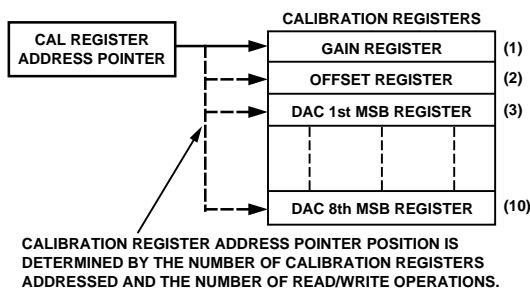 CALIBRATION REGISTERS
CAL REGISTER
ADDRESS POINTER
GAIN REGISTER (1)
OFFSET REGISTER (2)
DAC 1st MSB REGISTER (3)
DAC 8th MSB REGISTER (10)
CALIBRATION REGISTER ADDRESS POINTER POSITION IS
DETERMINED BY THE NUMBER OF CALIBRATION REGISTERS
ADDRESSED AND THE NUMBER OF READ/WRITE OPERATIONS.